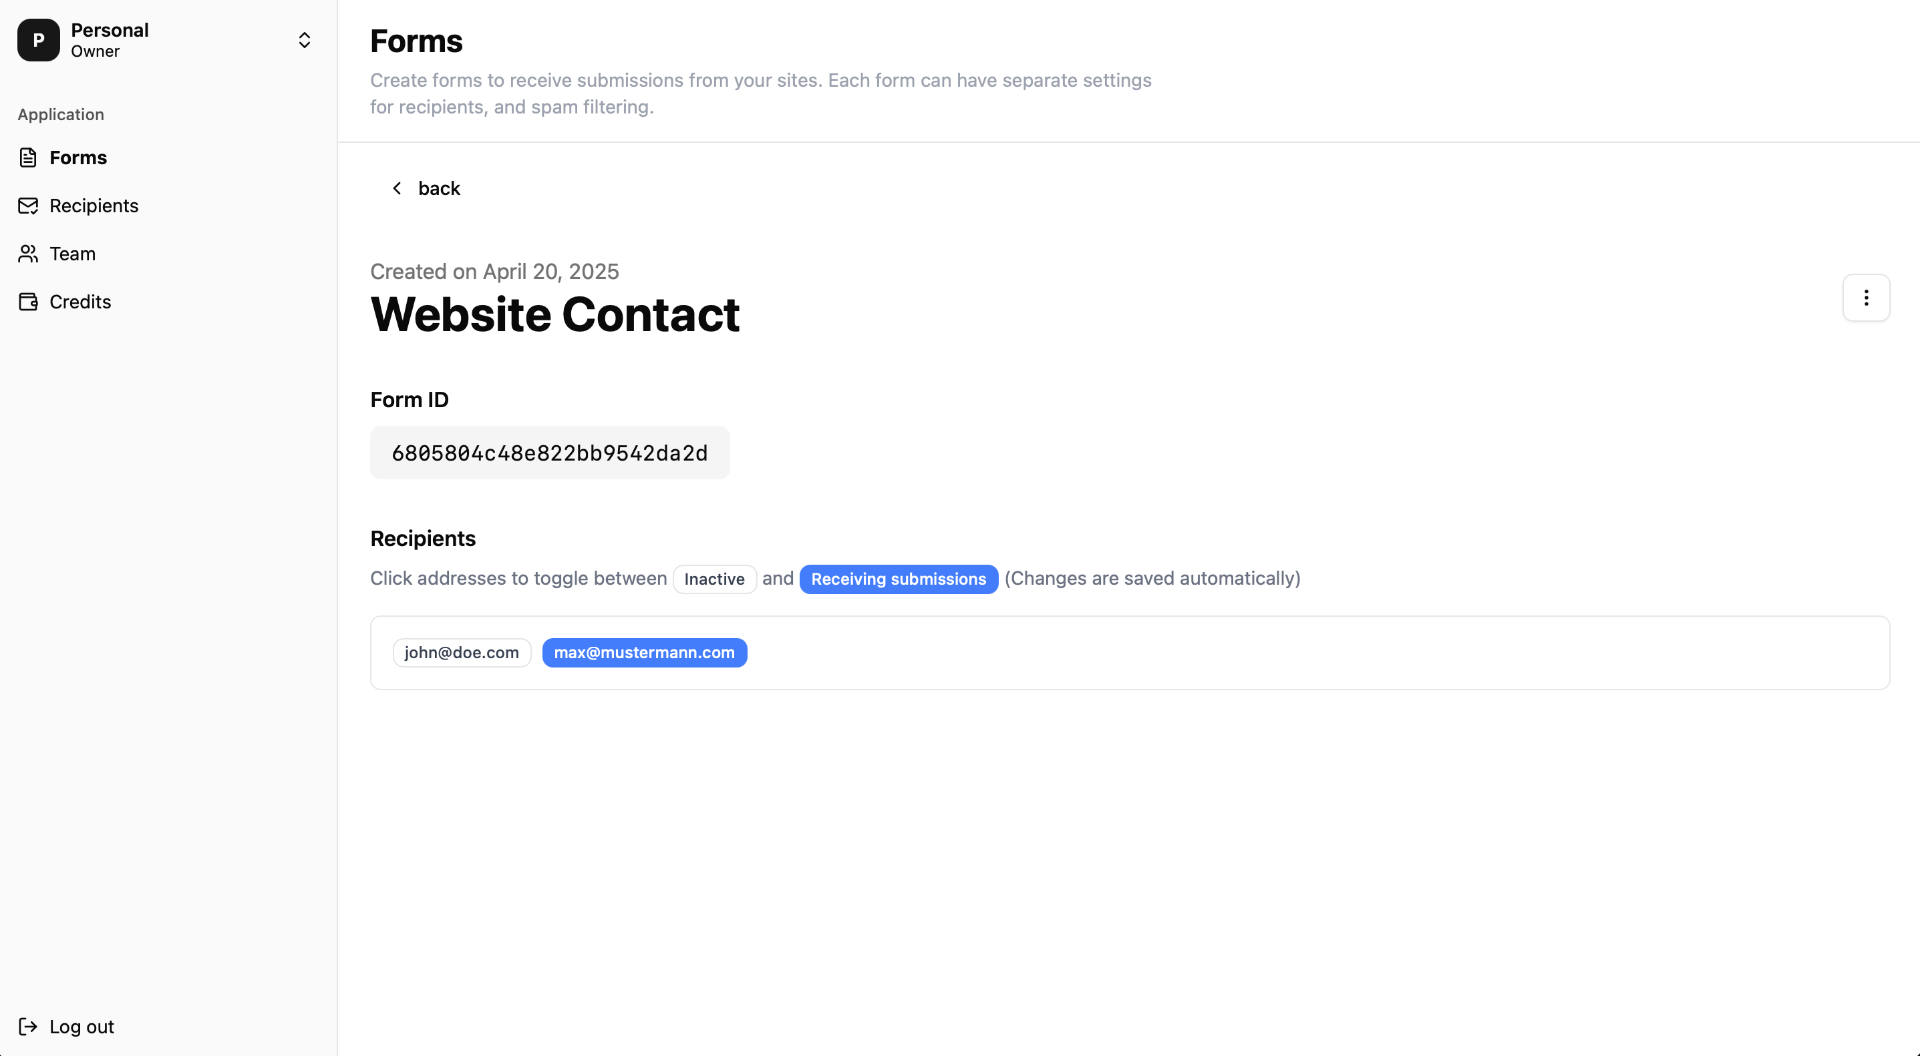 P
Personal
Owner
Application
Forms
Recipients
Team
Credits
Log out
Forms
Create forms to receive submissions from your sites. Each form can have separate settings
for recipients, and spam filtering.
back
Created on April 20, 2025
Website Contact
Form ID
6805804c48e822bb9542da2d
Recipients
Click addresses to toggle between Inactive and Receiving submissions (Changes are saved automatically)
john@doe.com max@mustermann.com